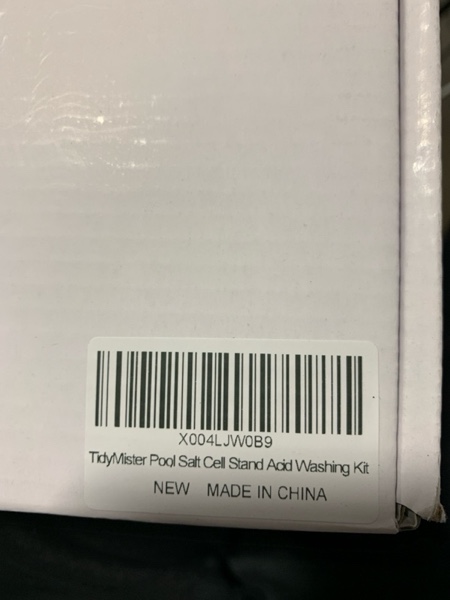 X004LJW0B9
TidyMister Pool Salt Cell Stand Acid Washing Kit
NEW MADE IN CHINA